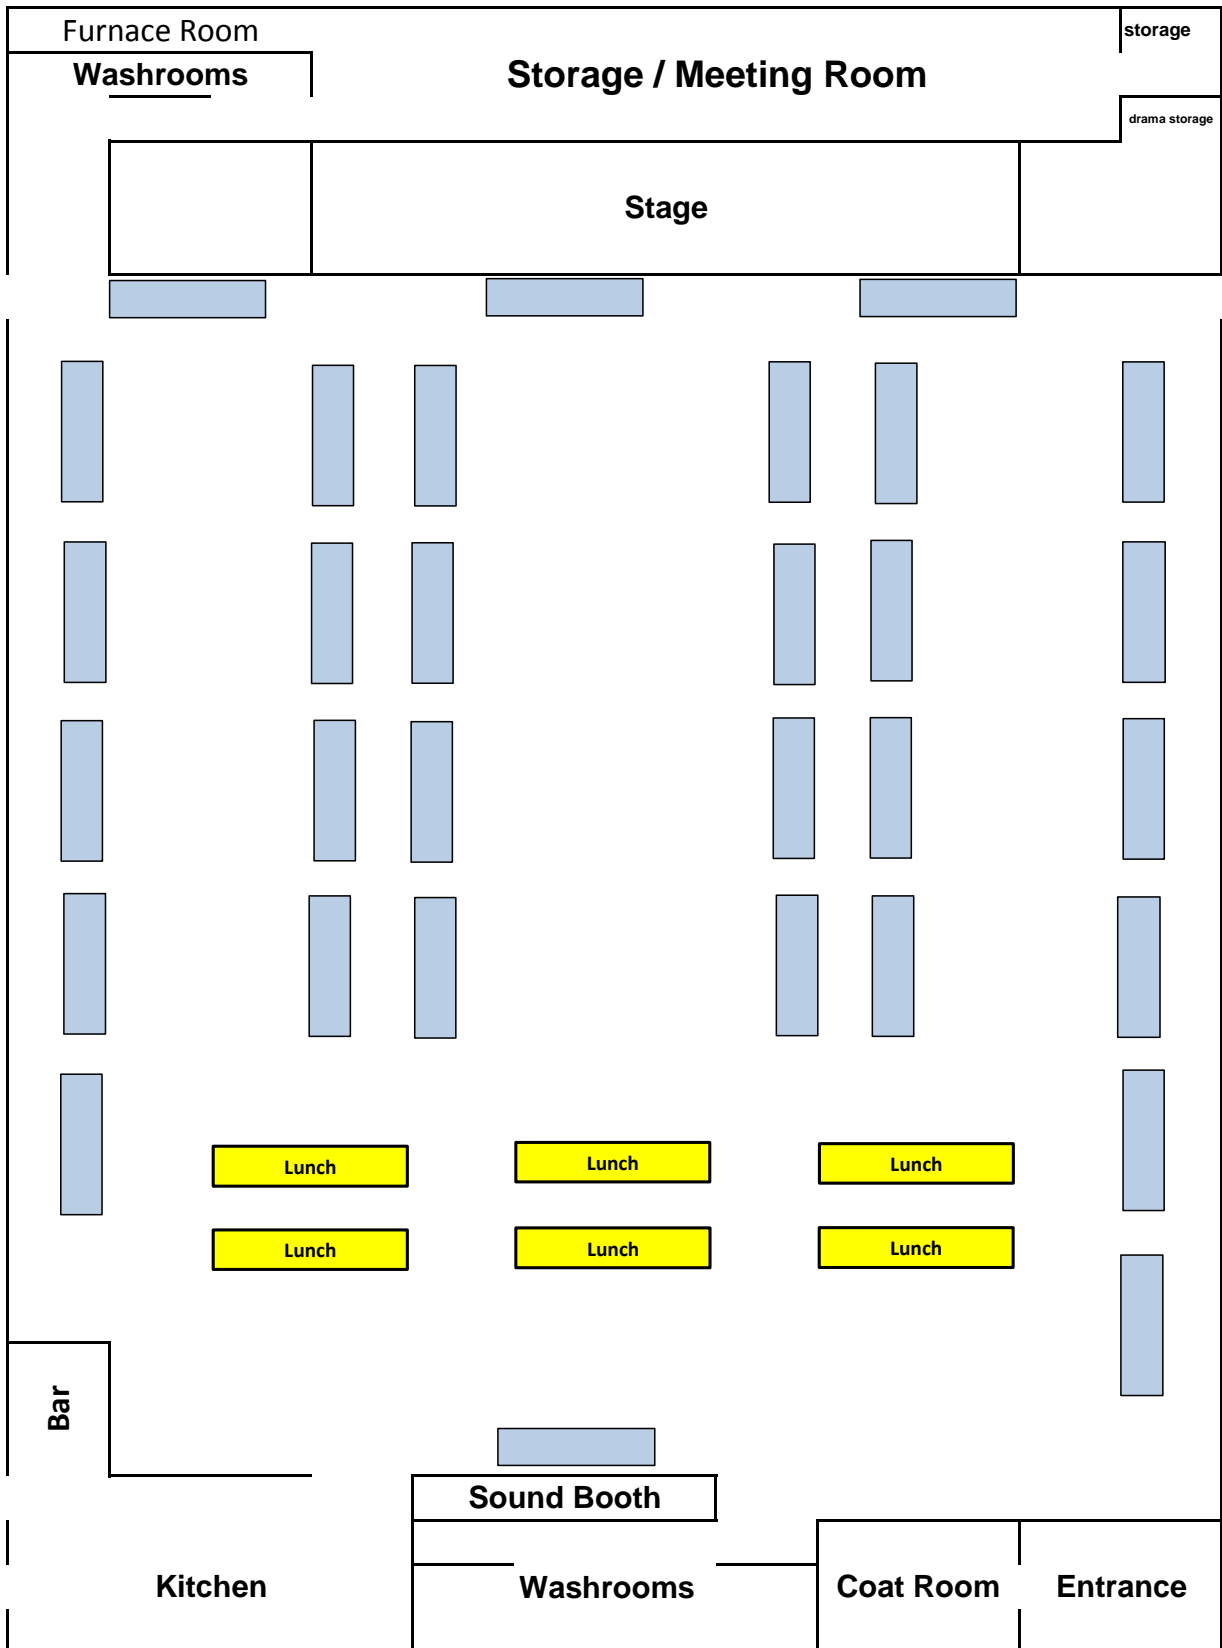 Furnace Room
storage
Washrooms
Storage / Meeting Room
drama storage
Stage
Lunch
Lunch
Lunch
Lunch
Lunch
Lunch
Bar
Sound Booth
Kitchen
Washrooms
Coat Room
Entrance